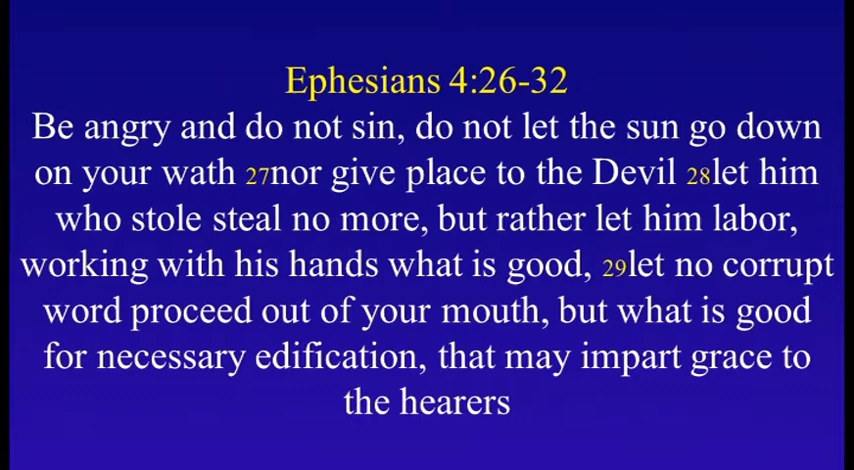 Ephesians 4:26-32
Be angry and do not sin, do not let the sun go down
on your wath 27nor give place to the Devil 28let him
who stole steal no more, but rather let him labor,
working with his hands what is good, 29let no corrupt
word proceed out of your mouth, but what is good
for necessary edification, that may impart grace to
the hearers